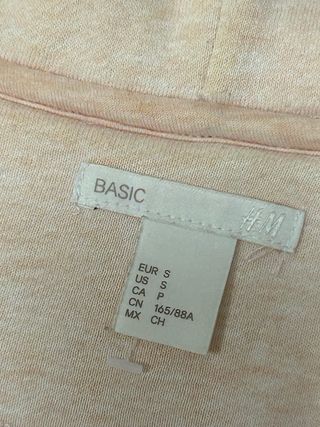 BASIC
H&M
EUR S
US S
CA P
CN 165/88A
MX CH